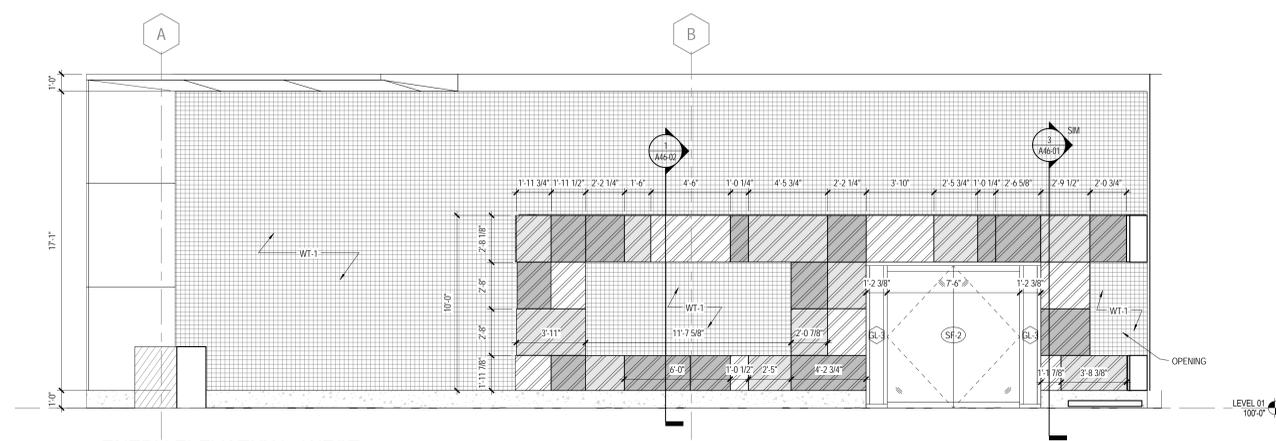 A
B
1'-0"
17'-1"
1
A46-02
3
A46-01
SIM
1'-11 3/4" 1'-11 1/2" 2'-2 1/4" 1'-6" 4'-6" 1'-0 1/4" 4'-5 3/4" 2'-2 1/4" 3'-10" 2'-5 3/4" 1'-0 1/4" 2'-6 5/8" 2'-9 1/2" 2'-0 3/4"
2'-8 1/8"
WT-1
10'-0"
2'-8"
1'-2 3/8" 7'-6" 1'-2 3/8"
WT-1
WT-1
2'-8"
3'-11" 11'-7 5/8" 2'-0 7/8"
GL-3 SF-2 GL-3
OPENING
1'-11 7/8"
6'-0" 1'-0 1/2" 2'-5" 4'-2 3/4" 1'-1 7/8" 3'-8 3/8"
1'-0"
LEVEL 01
100'-0"